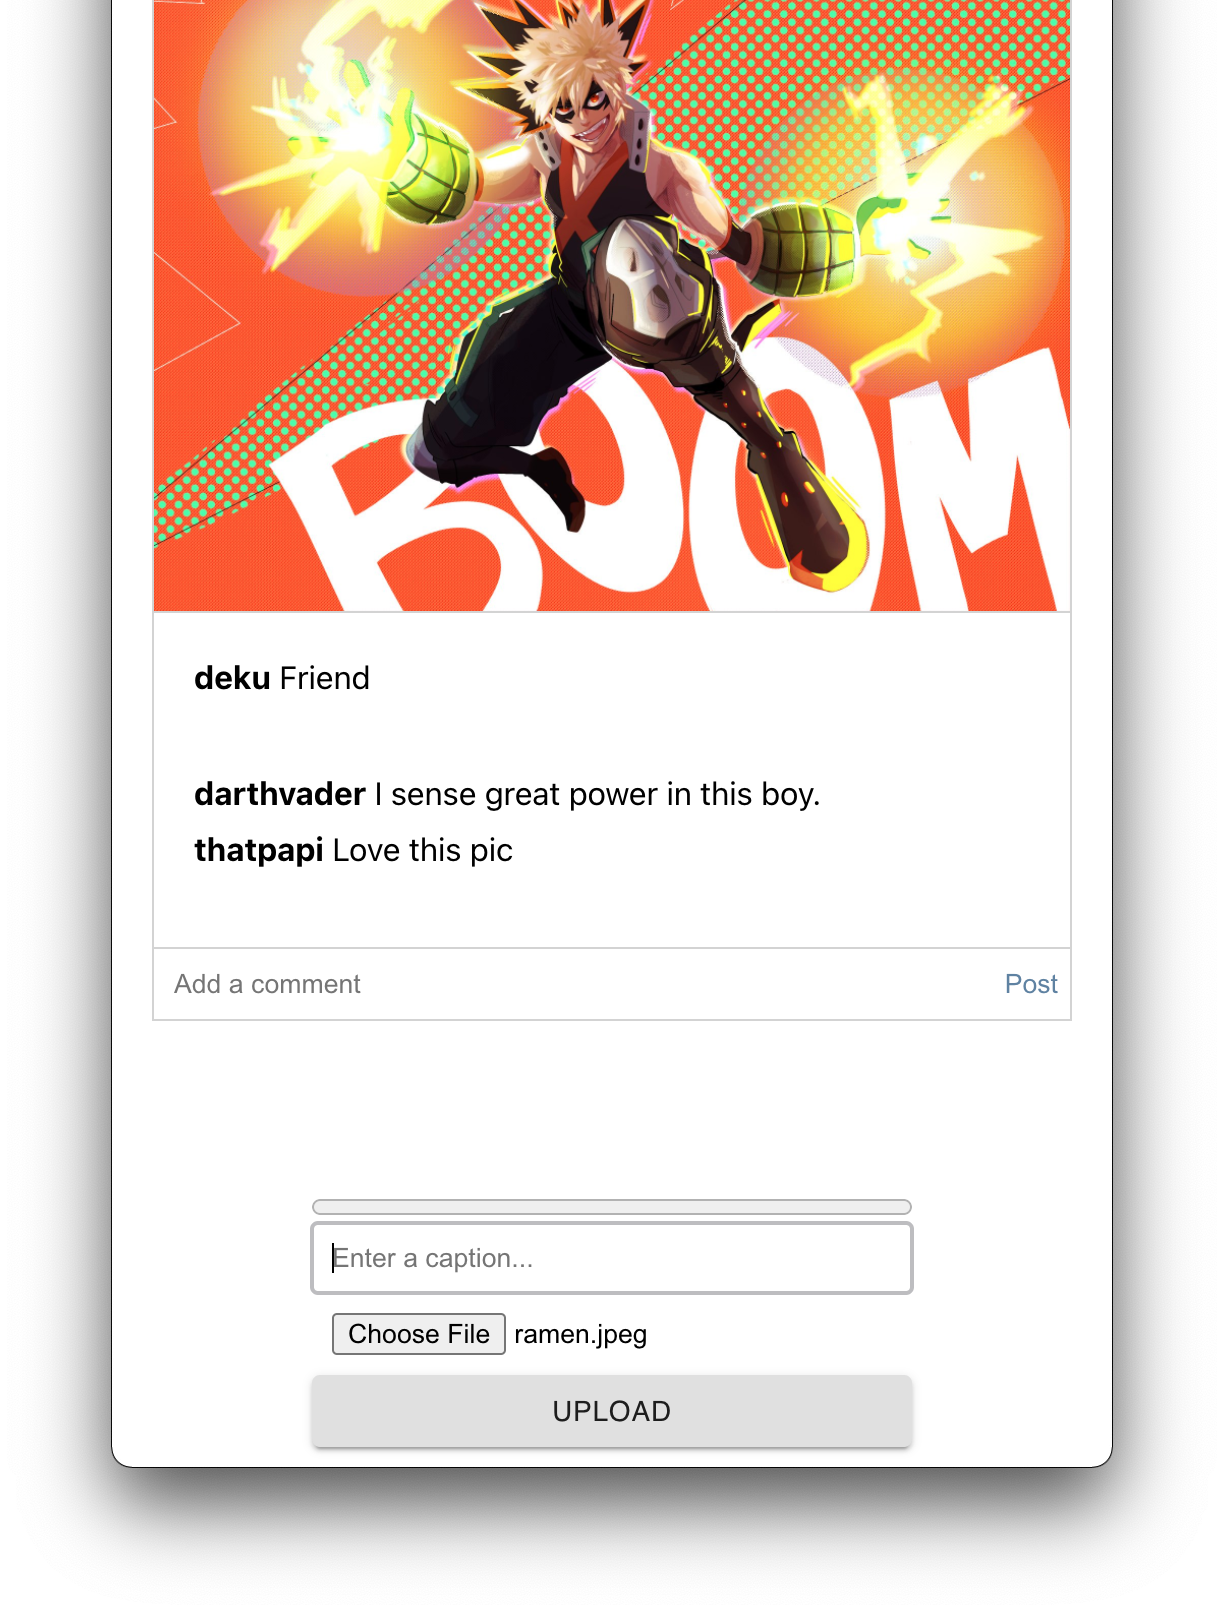 BOOM
deku Friend
darthvader I sense great power in this boy.
thatpapi Love this pic
Add a comment Post
Enter a caption...
Choose File ramen.jpeg
UPLOAD